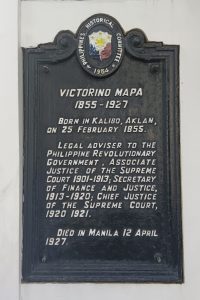 PHILIPPINES HISTORICAL COMMITTEE
1964
VICTORINO MAPA
1855-1927
BORN IN KALIBO, AKLAN,
ON 25 FEBRUARY 1855.
LEGAL ADVISER TO THE
PHILIPPINE REVOLUTIONARY
GOVERNMENT, ASSOCIATE
JUSTICE OF THE SUPREME
COURT 1901-1913; SECRETARY
OF FINANCE AND JUSTICE,
1913-1920; CHIEF JUSTICE
OF THE SUPREME COURT,
1920 1921.
DIED IN MANILA 12 APRIL
1927.